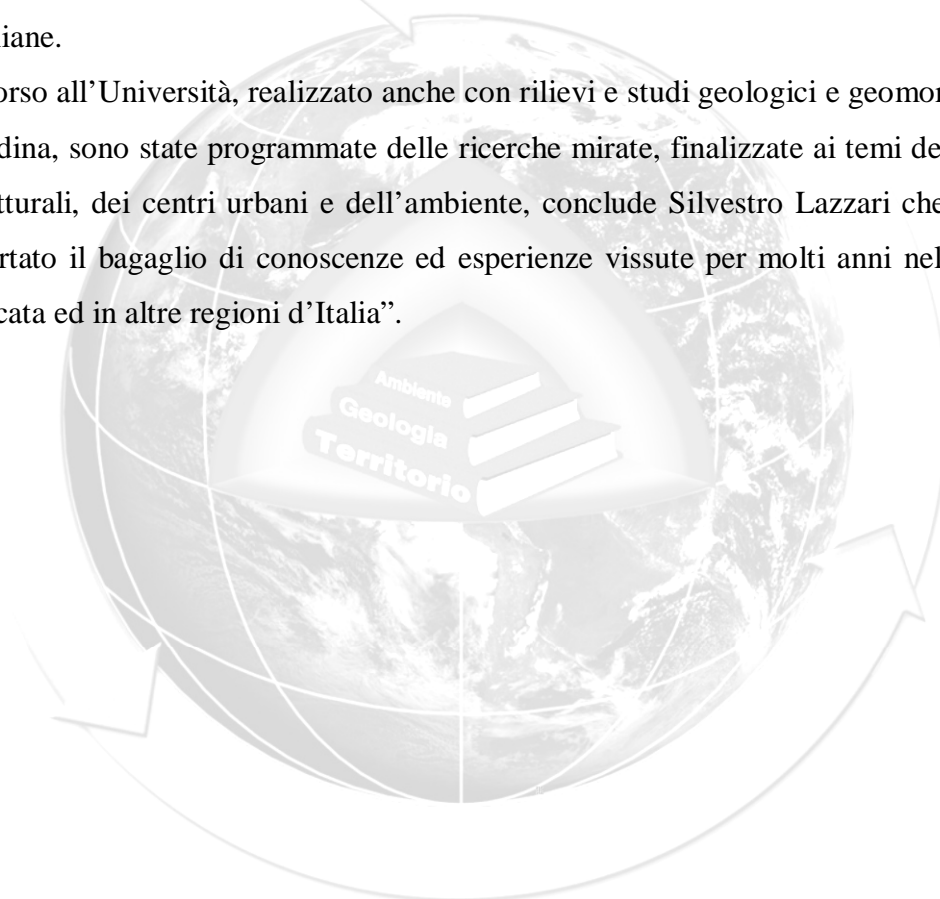 iane.
orso all’Università, realizzato anche con rilievi e studi geologici e geomor
dina, sono state programmate delle ricerche mirate, finalizzate ai temi de
tturali, dei centri urbani e dell’ambiente, conclude Silvestro Lazzari che
rtato il bagaglio di conoscenze ed esperienze vissute per molti anni nel
cata ed in altre regioni d’Italia”.
Ambiente
Geologia
Territorio